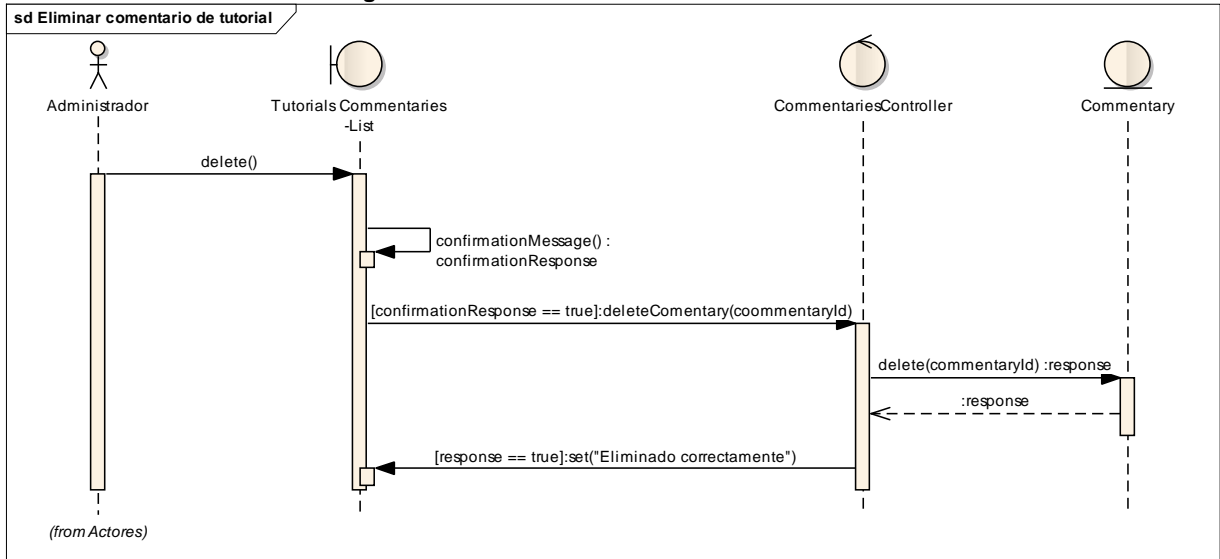 sd Eliminar comentario de tutorial
Administrador
Tutorials Commentaries
-List
CommentariesController
Commentary
delete()
confirmationMessage() :
confirmationResponse
[confirmationResponse == true]:deleteComentary(coommentaryId)
delete(commentaryId) :response
:response
[response == true]:set("Eliminado correctamente")
(from Actores)